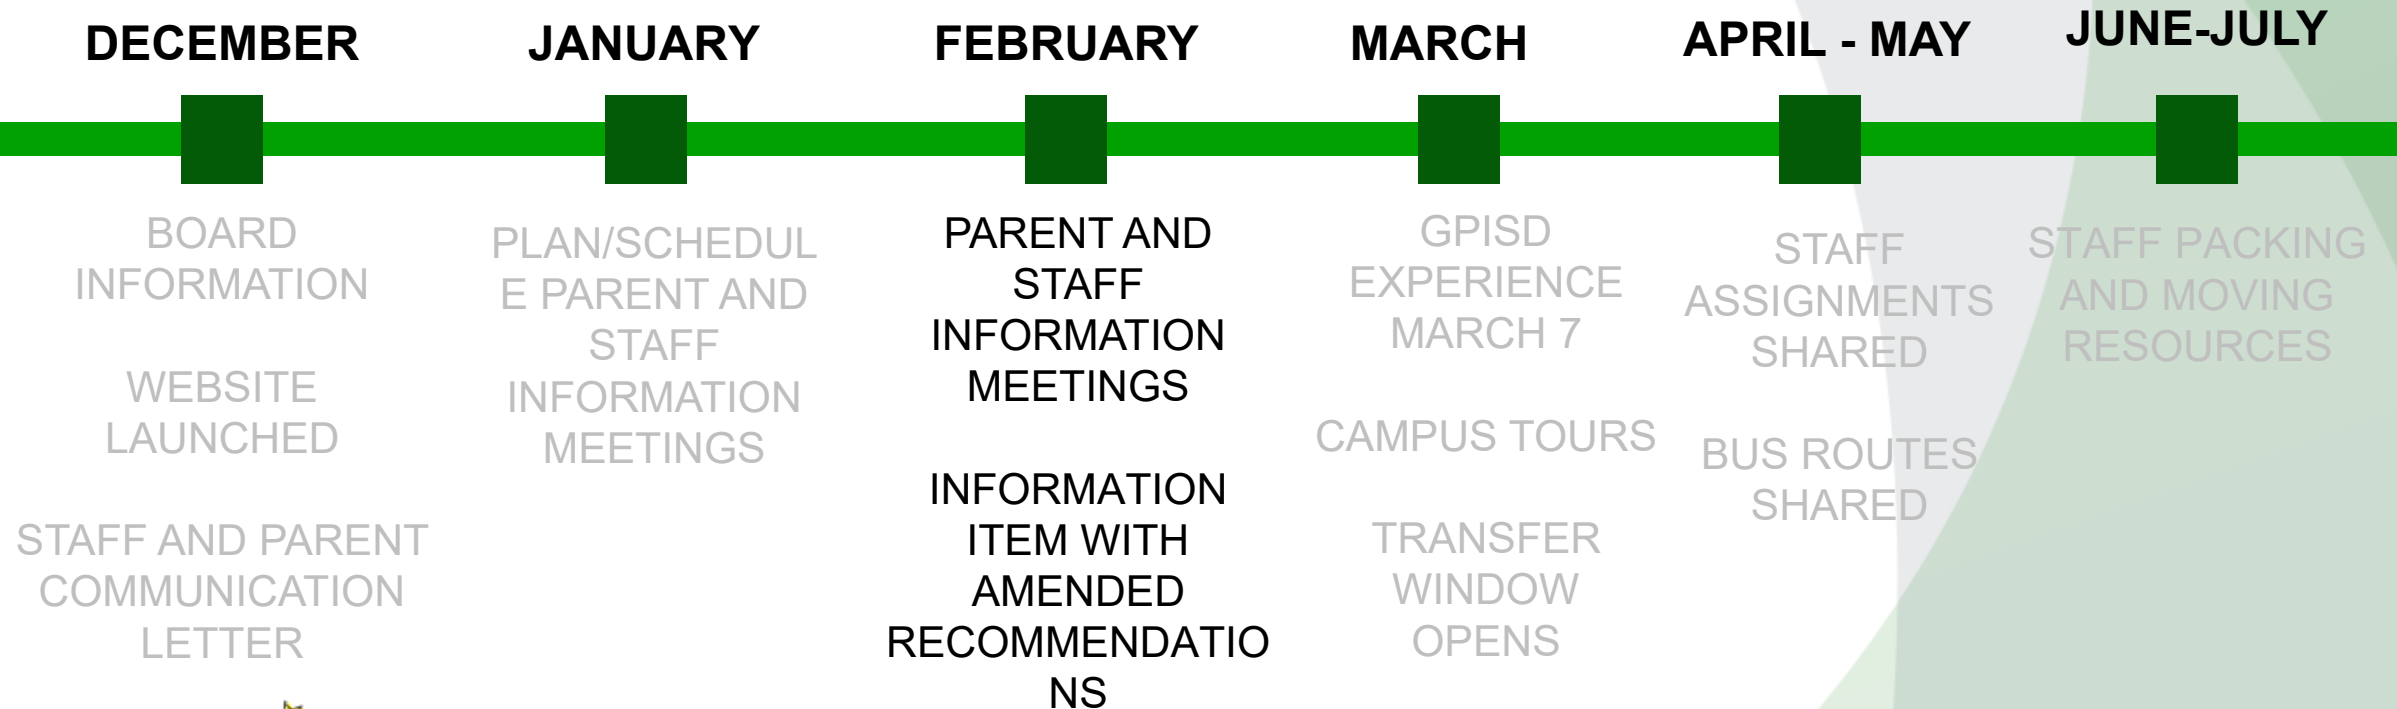 DECEMBER
BOARD
INFORMATION
WEBSITE
LAUNCHED
STAFF AND PARENT
COMMUNICATION
LETTER
JANUARY
PLAN/SCHEDUL
E PARENT AND
STAFF
INFORMATION
MEETINGS
FEBRUARY
PARENT AND
STAFF
INFORMATION
MEETINGS
INFORMATION
ITEM WITH
AMENDED
RECOMMENDATIO
NS
MARCH
GPISD
EXPERIENCE
MARCH 7
CAMPUS TOURS
TRANSFER
WINDOW
OPENS
APRIL - MAY
STAFF
ASSIGNMENTS
SHARED
BUS ROUTES
SHARED
JUNE-JULY
STAFF PACKING
AND MOVING
RESOURCES